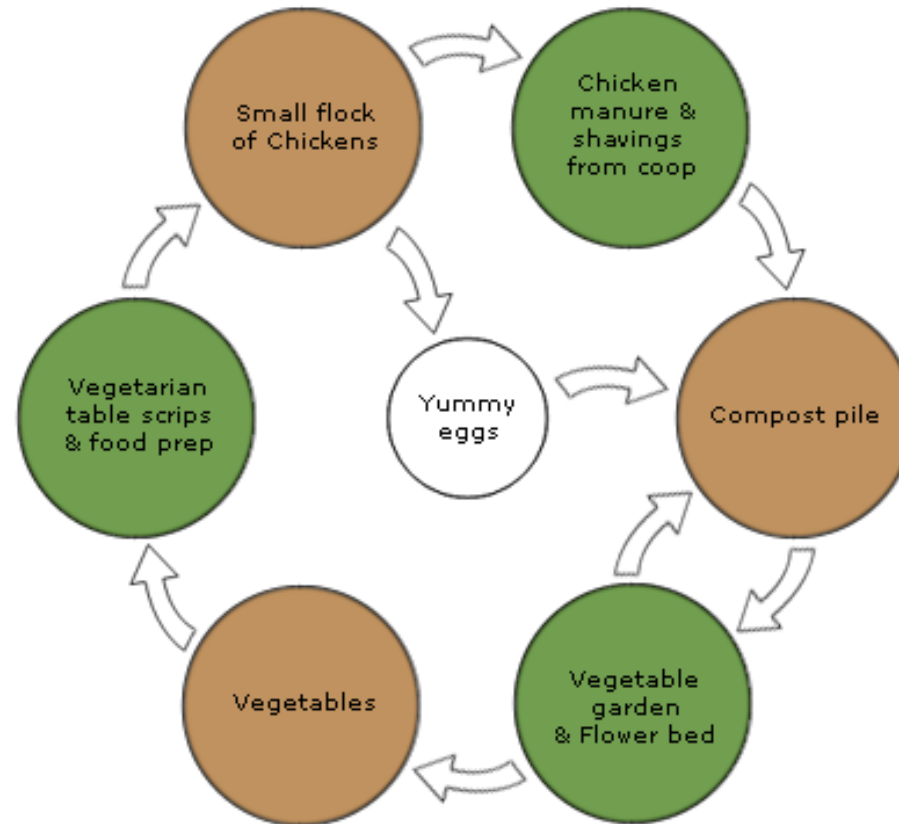 Small flock
of Chickens
Chicken
manure &
shavings
from coop
Vegetarian
table scrips
& food prep
Yummy
eggs
Compost pile
Vegetables
Vegetable
garden
& Flower bed